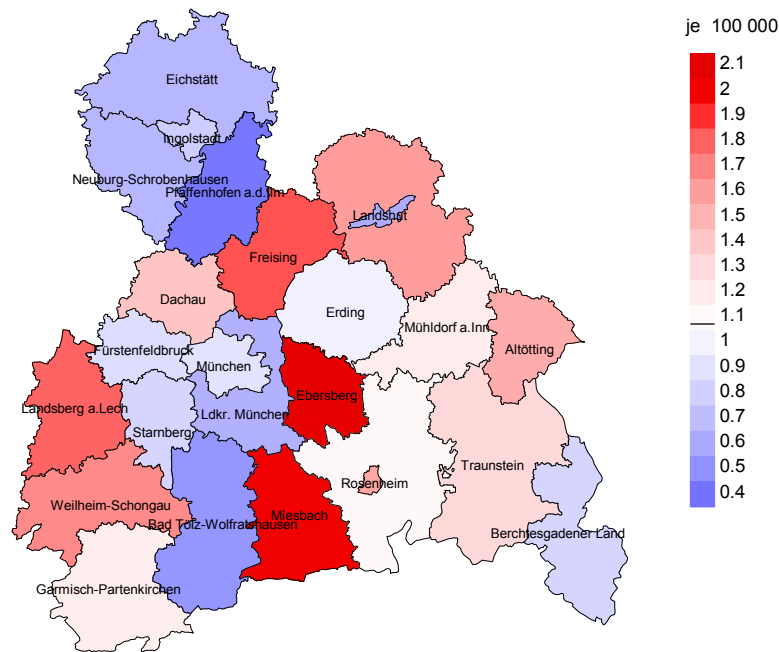 je 100 000
2.1
2
1.9
1.8
1.7
1.6
1.5
1.4
1.3
1.2
1.1
1
0.9
0.8
0.7
0.6
0.5
0.4
Eichstätt
Ingolstadt
Neuburg-Schrobenhausen
Pfaffenhofen a.d.Ilm
Landshut
Freising
Dachau
Erding
Mühldorf a.Inn
Altötting
Fürstenfeldbruck
München
Ebersberg
Landsberg a.Lech
Ldkr. München
Starnberg
Traunstein
Rosenheim
Weilheim-Schongau
Miesbach
Bad Tölz-Wolfratshausen
Berchtesgadener Land
Garmisch-Partenkirchen